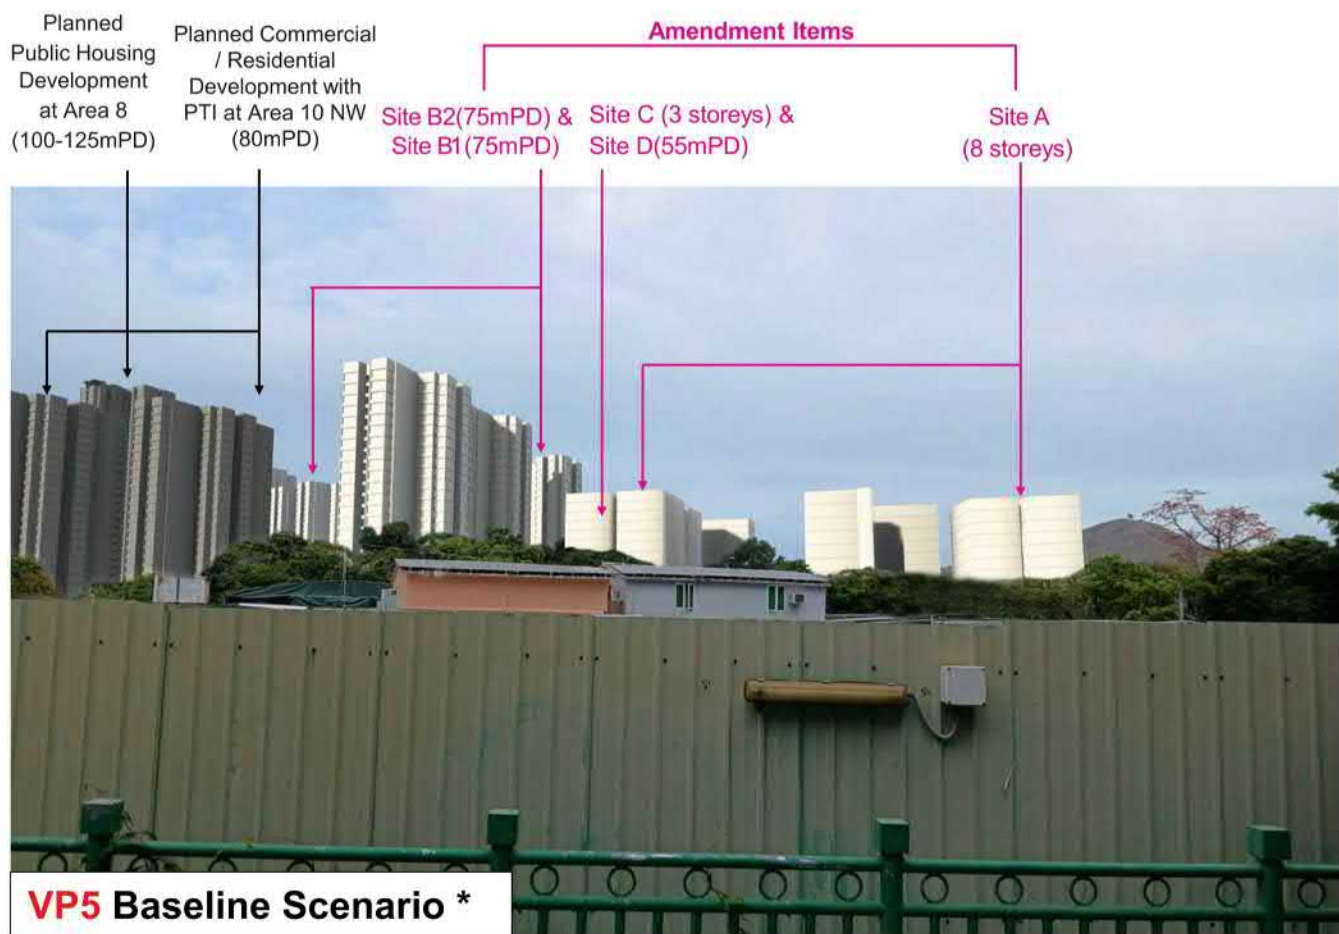 Planned
Public Housing
Development
at Area 8
(100-125mPD)
Planned Commercial
/ Residential
Development with
PTI at Area 10 NW
(80mPD)
Amendment Items
Site B2(75mPD) &
Site B1(75mPD)
Site C (3 storeys) &
Site D(55mPD)
Site A
(8 storeys)
VP5 Baseline Scenario *